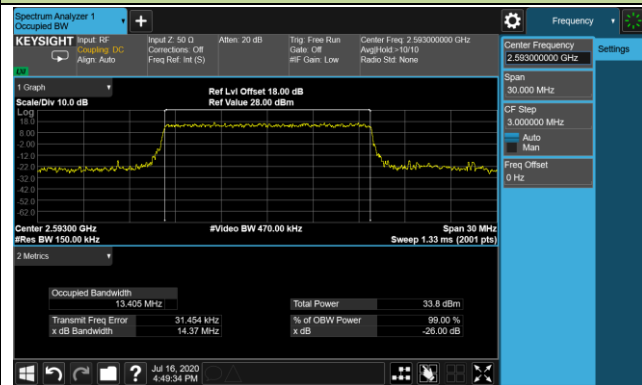 Spectrum Analyzer 1
Occupied BW
+
Frequency
KEYSIGHT
Input: RF
Coupling: DC
Align: Auto
Input Z: 50 Ω
Corrections: Off
Freq Ref: Int (S)
Atten: 20 dB
Trig: Free Run
Gate: Off
#IF Gain: Low
Center Freq: 2.593000000 GHz
Avg|Hold:>10/10
Radio Std: None
Center Frequency
2.593000000 GHz
Settings
Span
30.000 MHz
CF Step
3.000000 MHz
Auto
Man
Freq Offset
0 Hz
1 Graph
Scale/Div 10.0 dB
Ref Lvl Offset 18.00 dB
Ref Value 28.00 dBm
Log
18.0
8.00
-2.00
-12.0
-22.0
-32.0
-42.0
-52.0
-62.0
Center 2.59300 GHz
#Res BW 150.00 kHz
#Video BW 470.00 kHz
Span 30 MHz
Sweep 1.33 ms (2001 pts)
2 Metrics
Occupied Bandwidth
13.405 MHz
Total Power 33.8 dBm
Transmit Freq Error 31.454 kHz
% of OBW Power 99.00 %
x dB Bandwidth 14.37 MHz
x dB -26.00 dB
?
Jul 16, 2020
4:49:34 PM